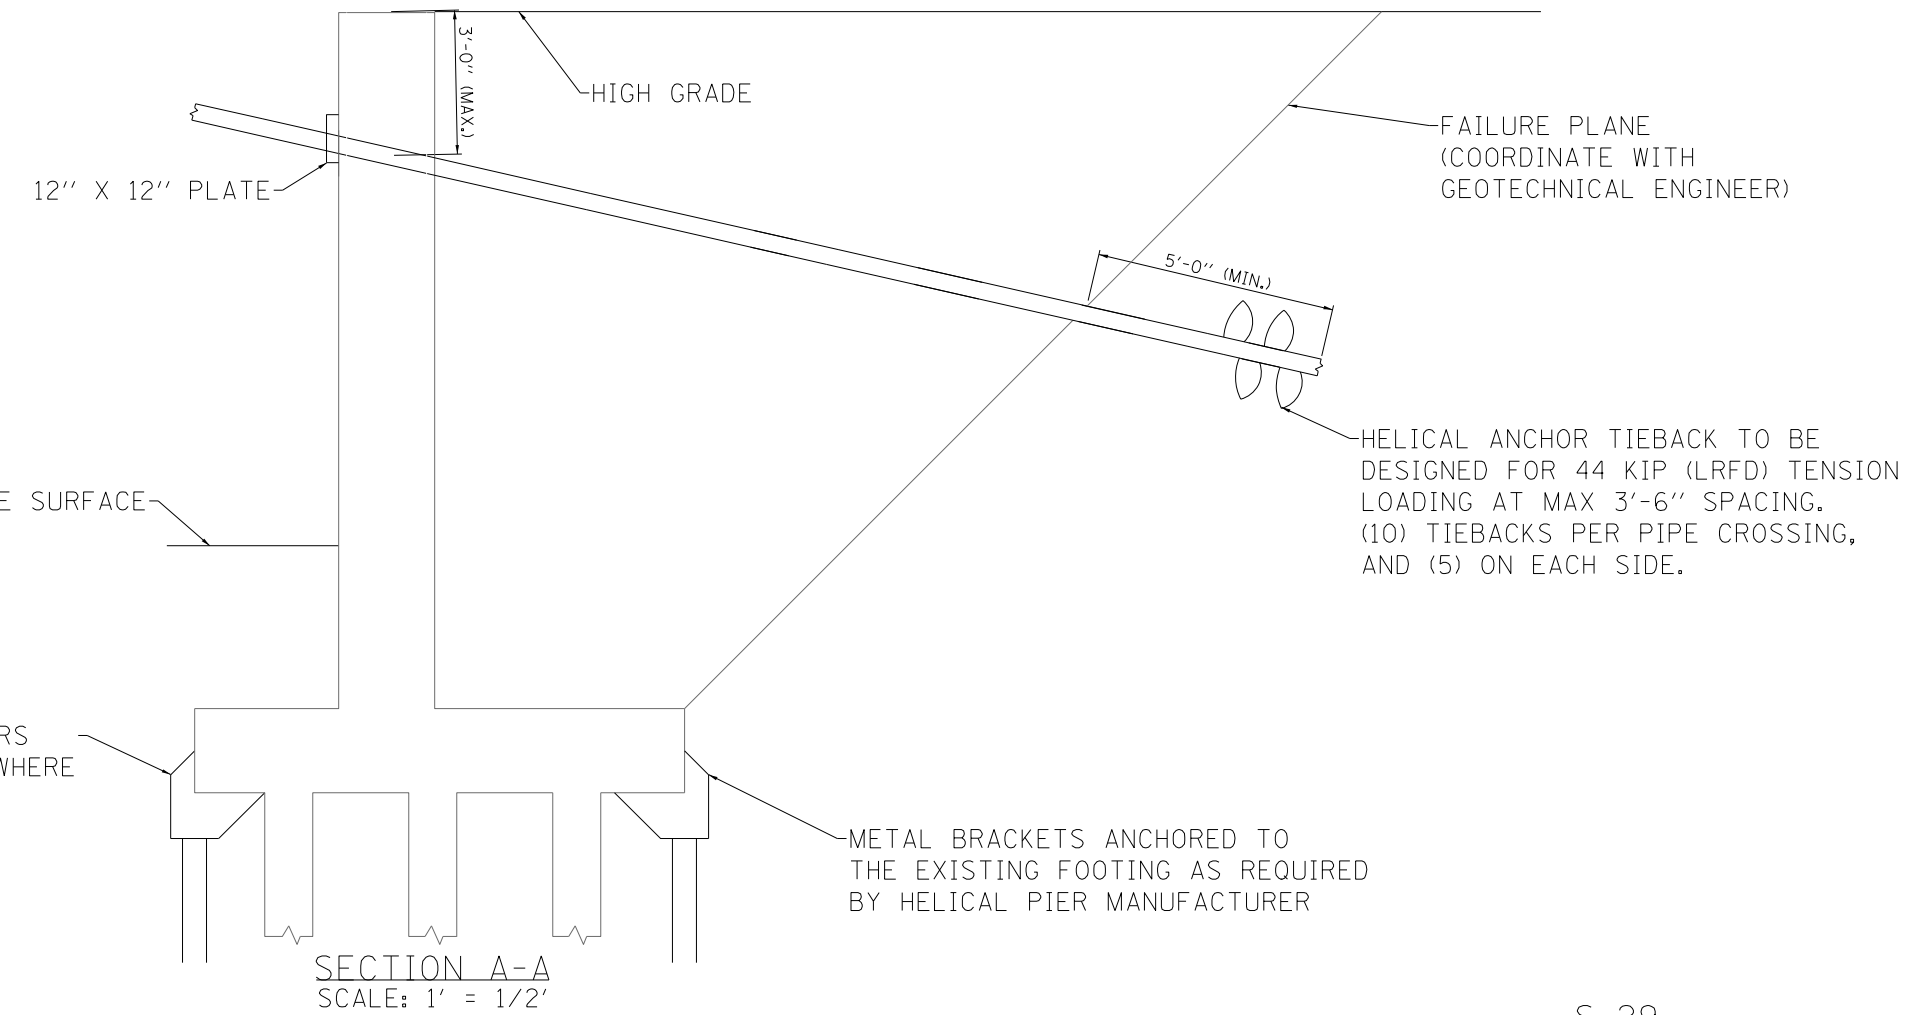 3'-0" (MAX.)
HIGH GRADE
FAILURE PLANE
(COORDINATE WITH
GEOTECHNICAL ENGINEER)
12" X 12" PLATE
5'-0" (MIN.)
HELICAL ANCHOR TIEBACK TO BE
DESIGNED FOR 44 KIP (LRFD) TENSION
LOADING AT MAX 3'-6" SPACING.
(10) TIEBACKS PER PIPE CROSSING,
AND (5) ON EACH SIDE.
E SURFACE
RS
WHERE
METAL BRACKETS ANCHORED TO
THE EXISTING FOOTING AS REQUIRED
BY HELICAL PIER MANUFACTURER
SECTION A-A
SCALE: 1' = 1/2'